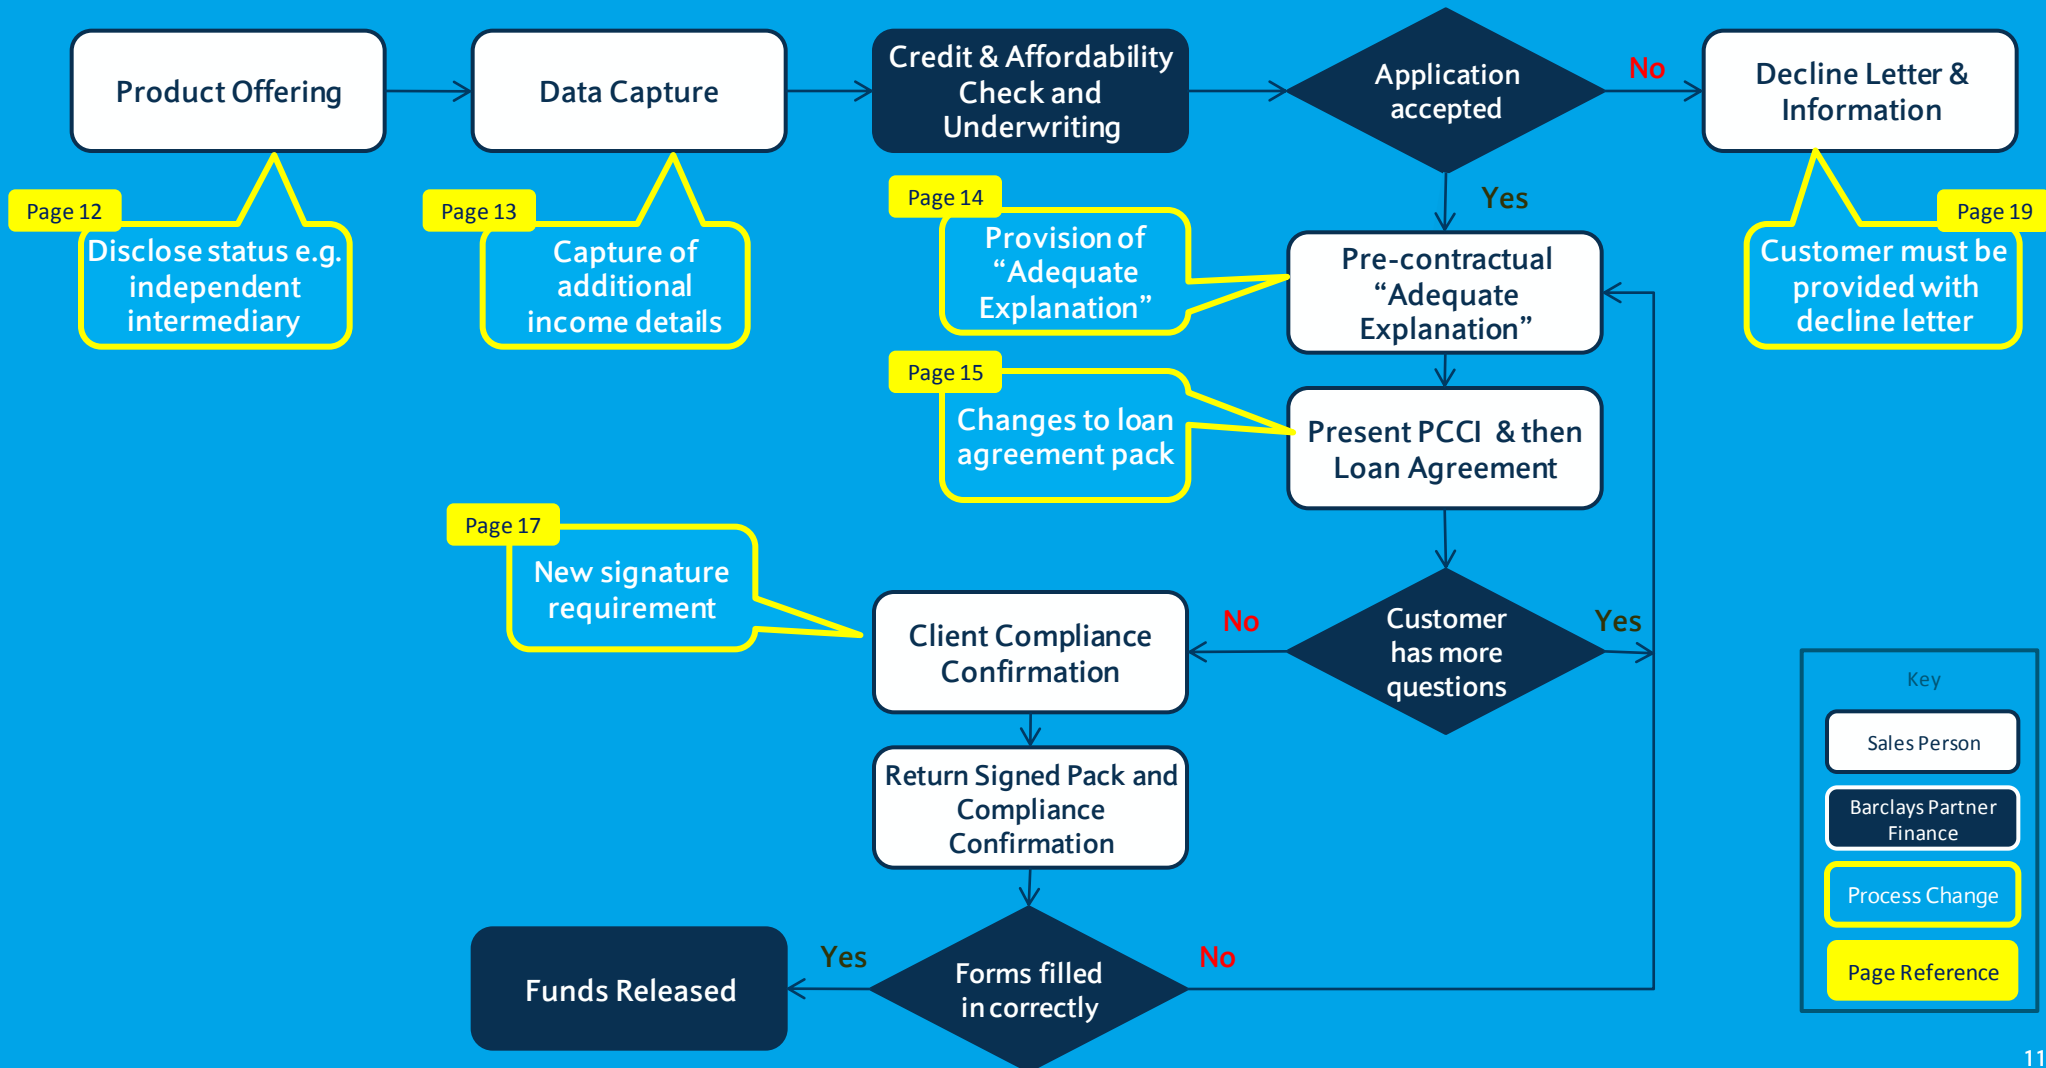 Product Offering
Data Capture
Credit & Affordability
Check and
Underwriting
Application
accepted
No
Decline Letter &
Information
Yes
Page 12
Disclose status e.g.
independent
intermediary
Page 13
Capture of
additional
income details
Page 14
Provision of
“Adequate
Explanation”
Pre-contractual
“Adequate
Explanation”
Page 19
Customer must be
provided with
decline letter
Page 15
Changes to loan
agreement pack
Present PCCI & then
Loan Agreement
Page 17
New signature
requirement
Client Compliance
Confirmation
No
Customer
has more
questions
Yes
Return Signed Pack and
Compliance
Confirmation
Funds Released
Yes
Forms filled
in correctly
No
Key
Sales Person
Barclays Partner
Finance
Process Change
Page Reference
11